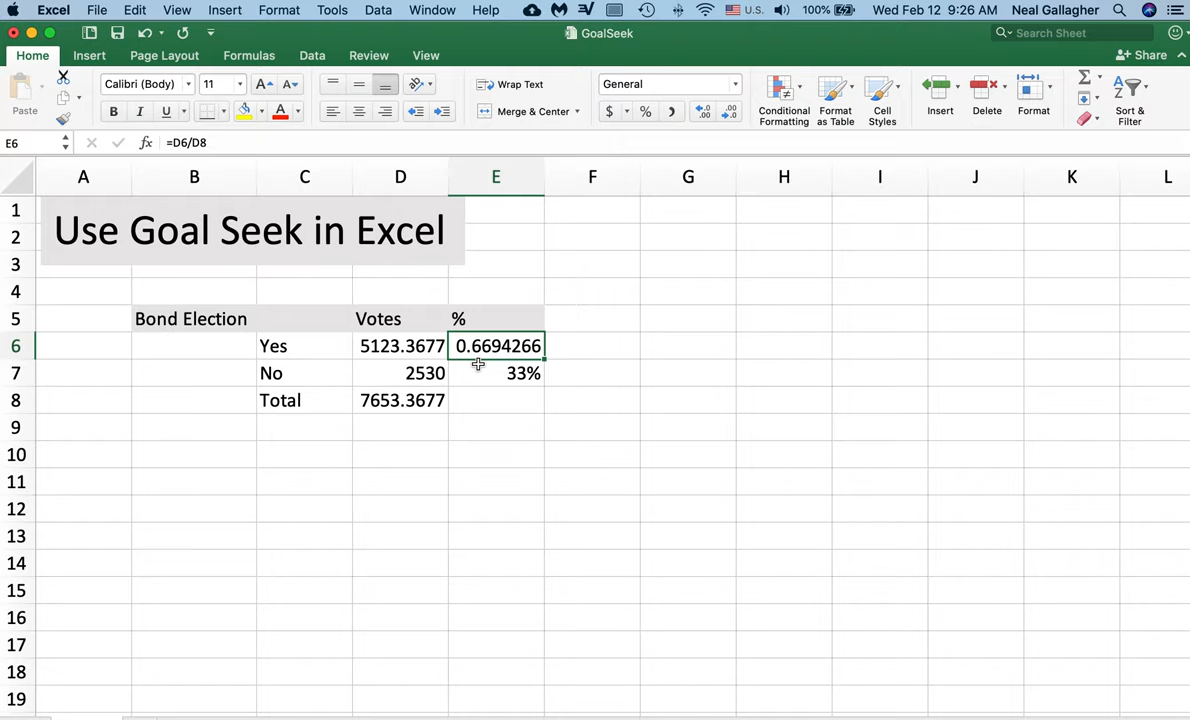 Excel File Edit View Insert Format Tools Data Window Help U.S. 100% Wed Feb 12 9:26 AM Neal Gallagher
GoalSeek Search Sheet
Home Insert Page Layout Formulas Data Review View Share
Paste Calibri (Body) 11 A A Wrap Text General Conditional Formatting Format as Table Cell Styles Insert Delete Format Sort & Filter
B I U A Merge & Center $ % )
E6 fx =D6/D8
A B C D E F G H I J K L
1
2 Use Goal Seek in Excel
3
4
5 Bond Election Votes %
6 Yes 5123.3677 0.6694266
7 No 2530 33%
8 Total 7653.3677
9
10
11
12
13
14
15
16
17
18
19